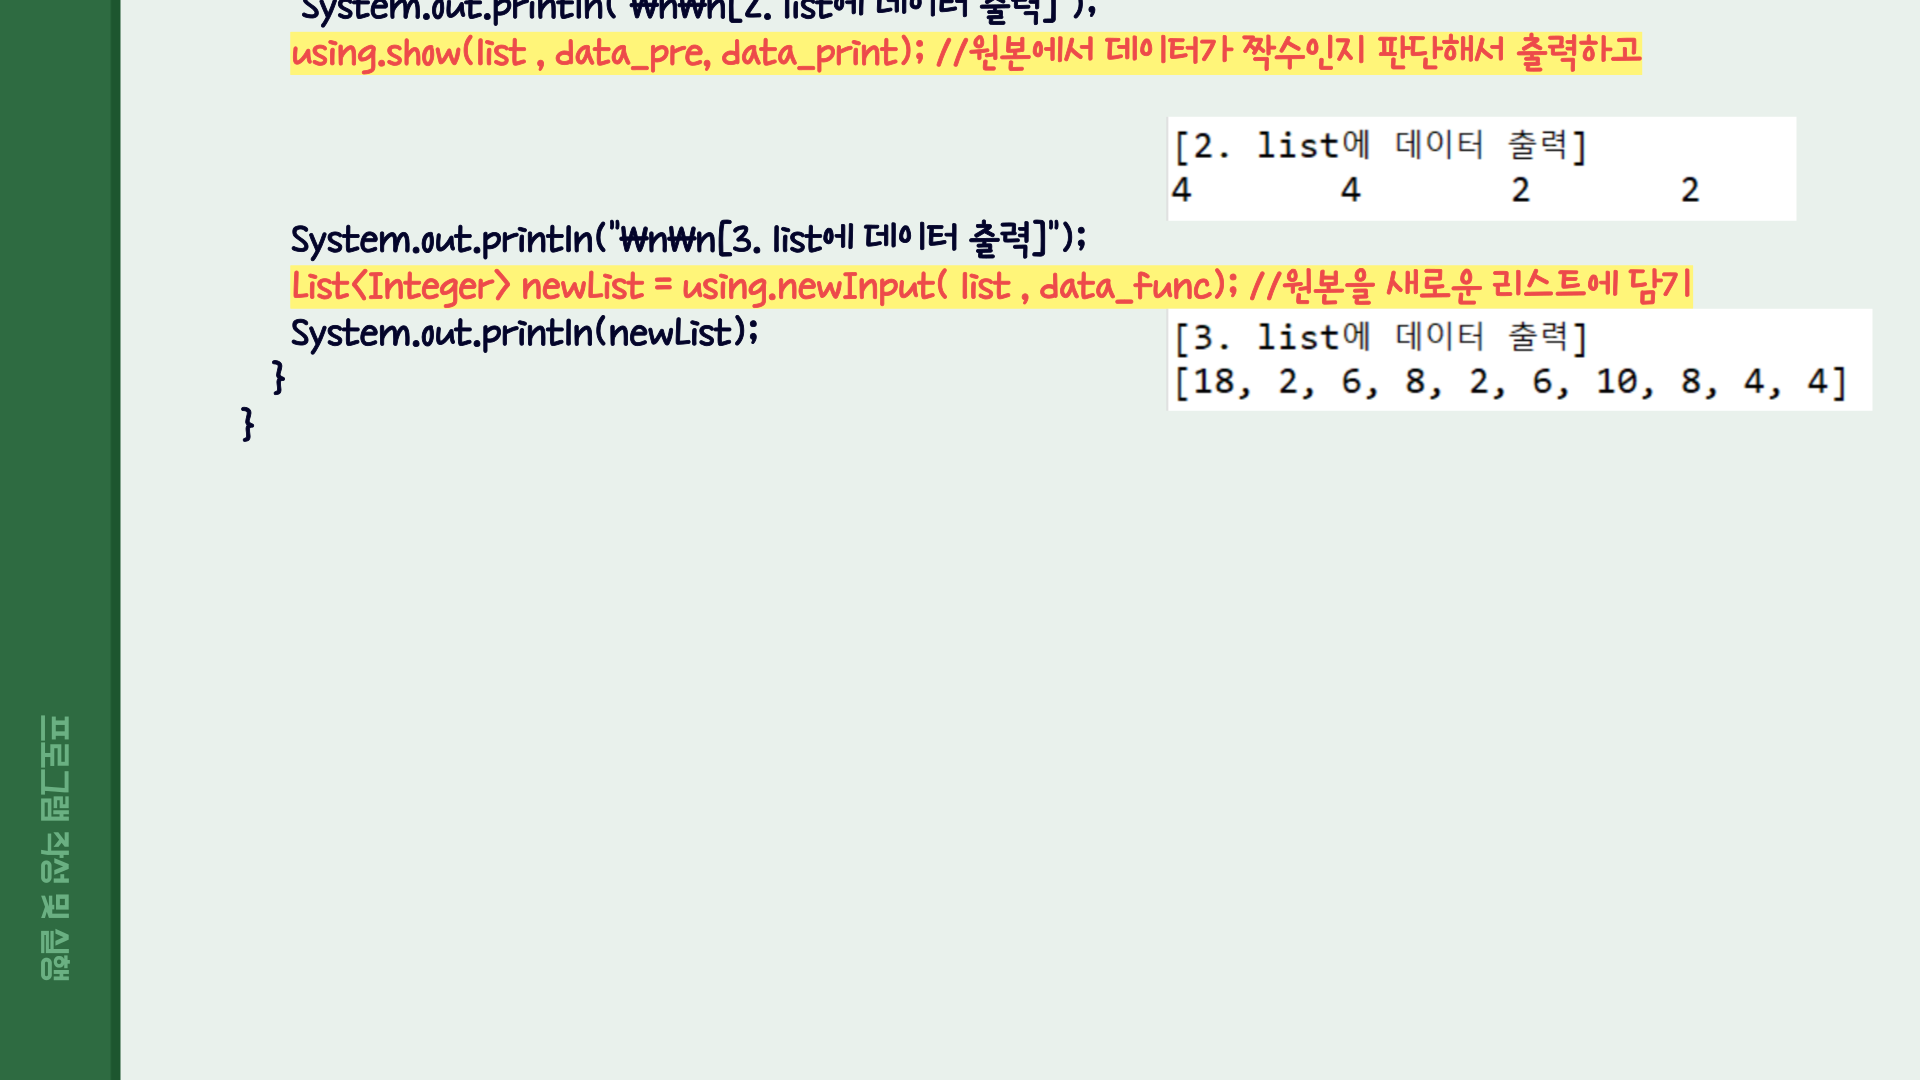 System.out.println("₩n₩n[2. list에 데이터 출력]");
using.show(list , data_pre, data_print); //원본에서 데이터가 짝수인지 판단해서 출력하고
[2. list에 데이터 출력]
4 4 2 2
System.out.println("₩n₩n[3. list에 데이터 출력]");
List<Integer> newList = using.newInput( list , data_func); //원본을 새로운 리스트에 담기
System.out.println(newList);
[3. list에 데이터 출력]
[18, 2, 6, 8, 2, 6, 10, 8, 4, 4]
}
}
프로그램 작성 및 실행